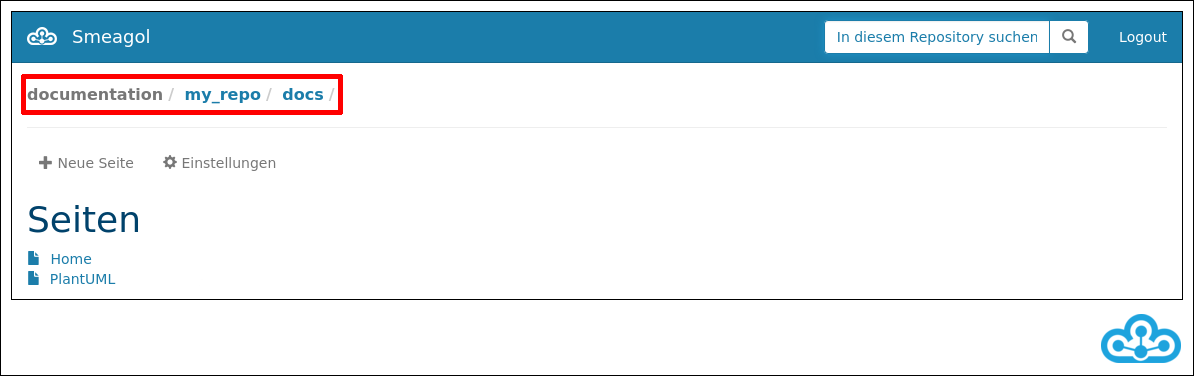 Smeagol In diesem Repository suchen Logout
documentation / my_repo / docs /
Neue Seite Einstellungen
Seiten
Home
PlantUML